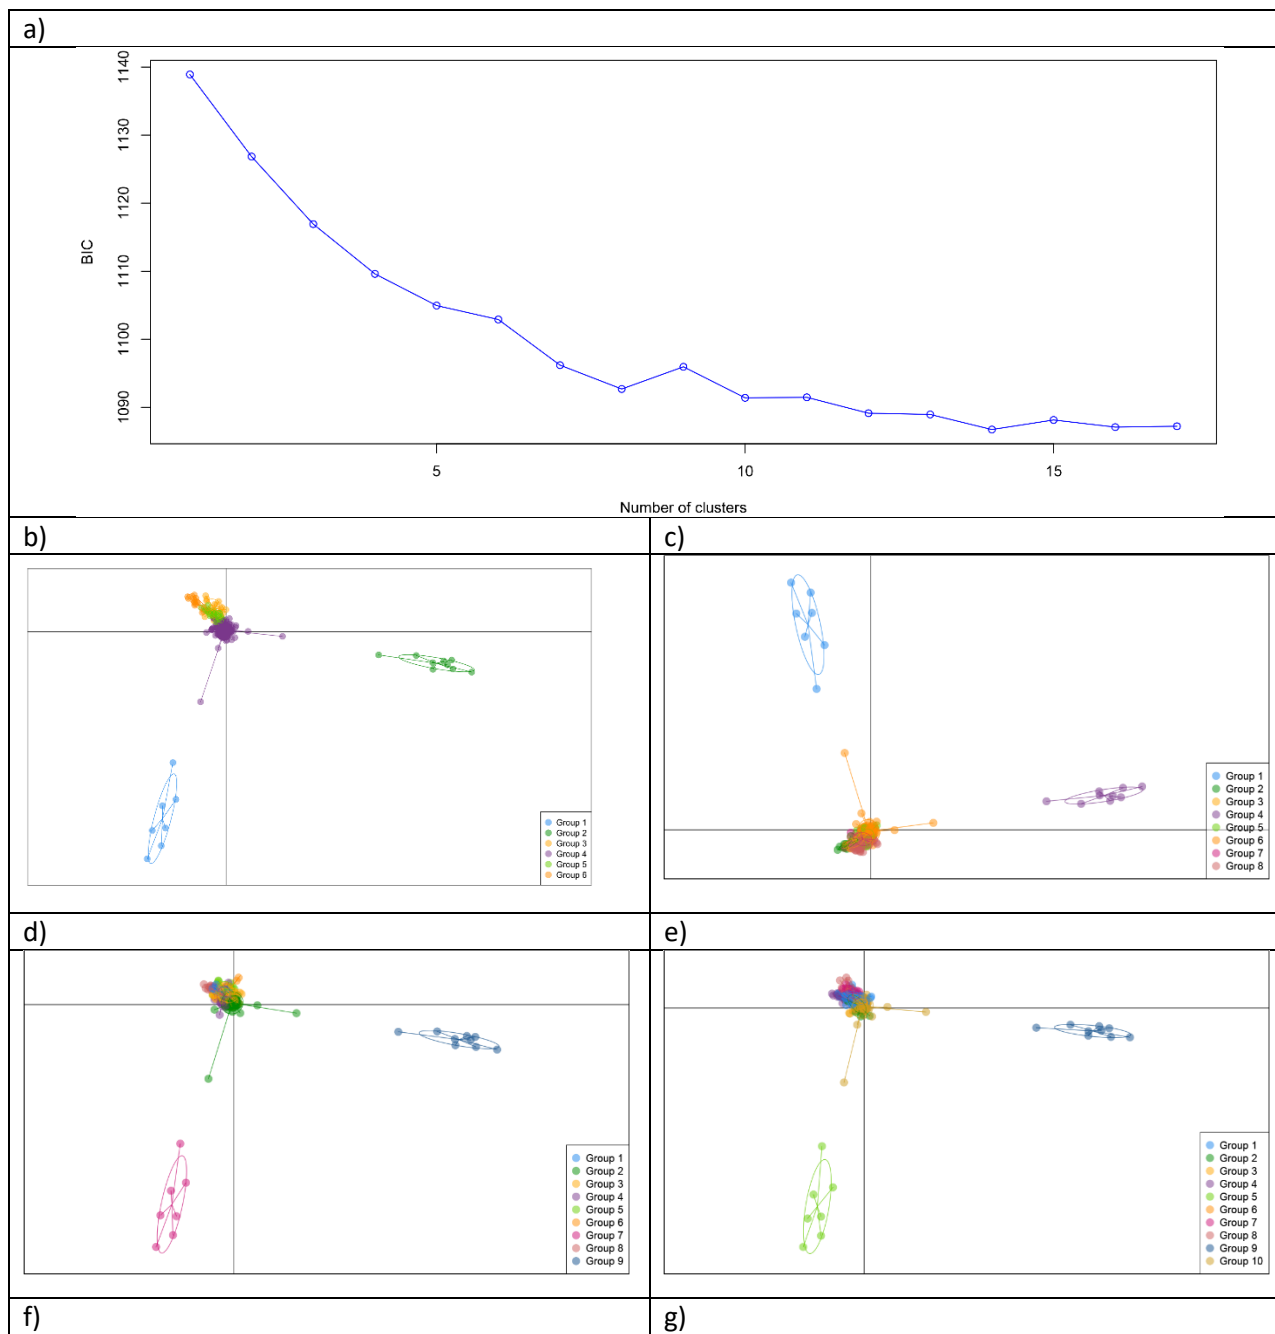 a)
1140
1130
1120
1110
1100
1090
BIC
5 10 15
Number of clusters
b) c)
Group 1
Group 2
Group 3
Group 4
Group 5
Group 6
Group 1
Group 2
Group 3
Group 4
Group 5
Group 6
Group 7
Group 8
d) e)
Group 1
Group 2
Group 3
Group 4
Group 5
Group 6
Group 7
Group 8
Group 9
Group 1
Group 2
Group 3
Group 4
Group 5
Group 6
Group 7
Group 8
Group 9
Group 10
f) g)